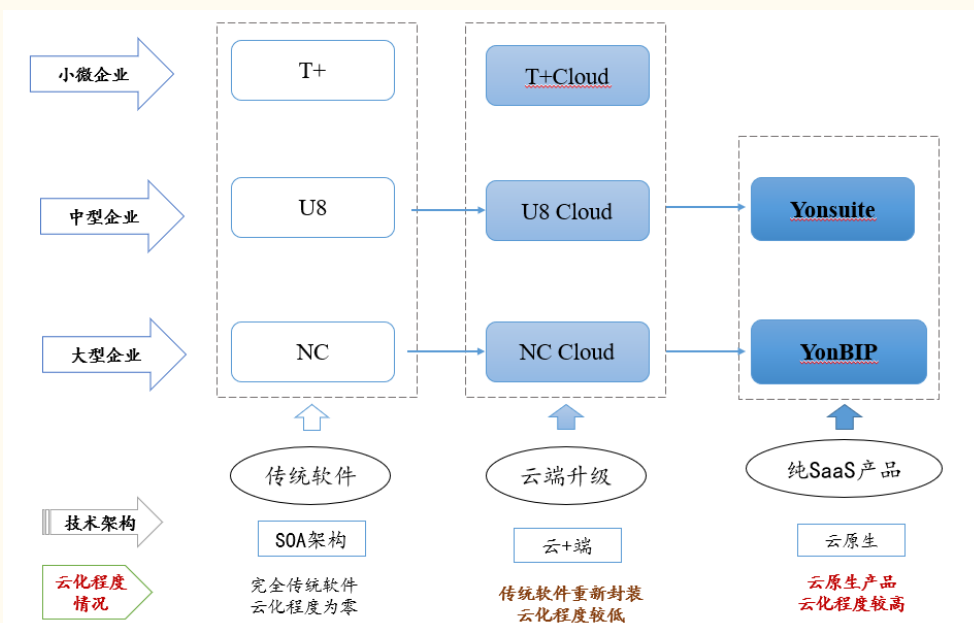 小微企业
T+
T+Cloud
中型企业
U8
U8 Cloud
Yonsuite
大型企业
NC
NC Cloud
YonBIP
传统软件
云端升级
纯SaaS产品
技术架构
SOA架构
云+端
云原生
云化程度
情况
完全传统软件
云化程度为零
传统软件重新封装
云化程度较低
云原生产品
云化程度较高